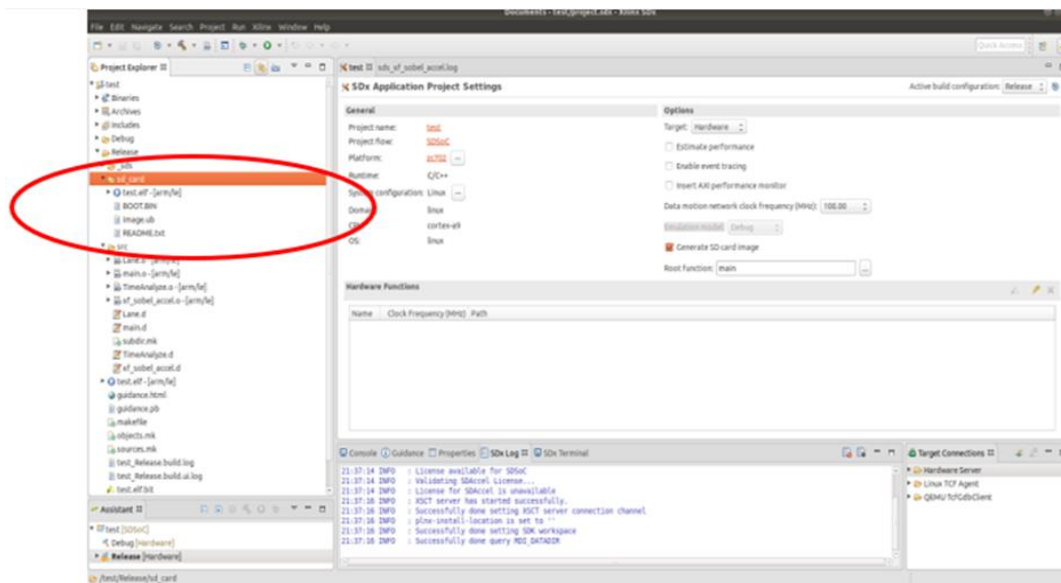 Documents - test/project.sdx - Xilinx SDx
File Edit Navigate Search Project Run Xilinx Window Help
Quick Access
Project Explorer
test
Binaries
Archives
Includes
Debug
Release
_sds
sd_card
test.elf - [arm/le]
BOOT.BIN
image.ub
README.txt
src
Lane.o - [arm/le]
main.o - [arm/le]
TimeAnalyze.o - [arm/le]
xf_sobel_accel.o - [arm/le]
Lane.d
main.d
subdir.mk
TimeAnalyze.d
xf_sobel_accel.d
test.elf - [arm/le]
guidance.html
guidance.pb
makefile
objects.mk
sources.mk
test_Release.build.log
test_Release.build.ui.log
test.elf.bit
Assistant
test [SDSoC]
Debug [Hardware]
Release [Hardware]
/test/Release/sd_card
test sds_xf_sobel_accel.log
SDx Application Project Settings
Active build configuration: Release
General
Project name: test
Project flow: SDSoC
Platform: zc702
Runtime: C/C++
System configuration: Linux
Domain: linux
CPU: cortex-a9
OS: linux
Options
Target: Hardware
Estimate performance
Enable event tracing
Insert AXI performance monitor
Data motion network clock frequency (MHz): 100.00
Emulation model: Debug
Generate SD card image
Root function: main
Hardware Functions
Name Clock Frequency (MHz) Path
Console Guidance Properties SDx Log SDx Terminal
21:37:14 INFO : License available for SDSoC
21:37:14 INFO : Validating SDAccel License...
21:37:14 INFO : License for SDAccel is unavailable
21:37:16 INFO : XSCT server has started successfully.
21:37:16 INFO : Successfully done setting XSCT server connection channel
21:37:16 INFO : plnx-install-location is set to ''
21:37:16 INFO : Successfully done setting SDK workspace
21:37:16 INFO : Successfully done query RDI_DATADIR
Target Connections
Hardware Server
Linux TCF Agent
QEMU TcfGdbClient